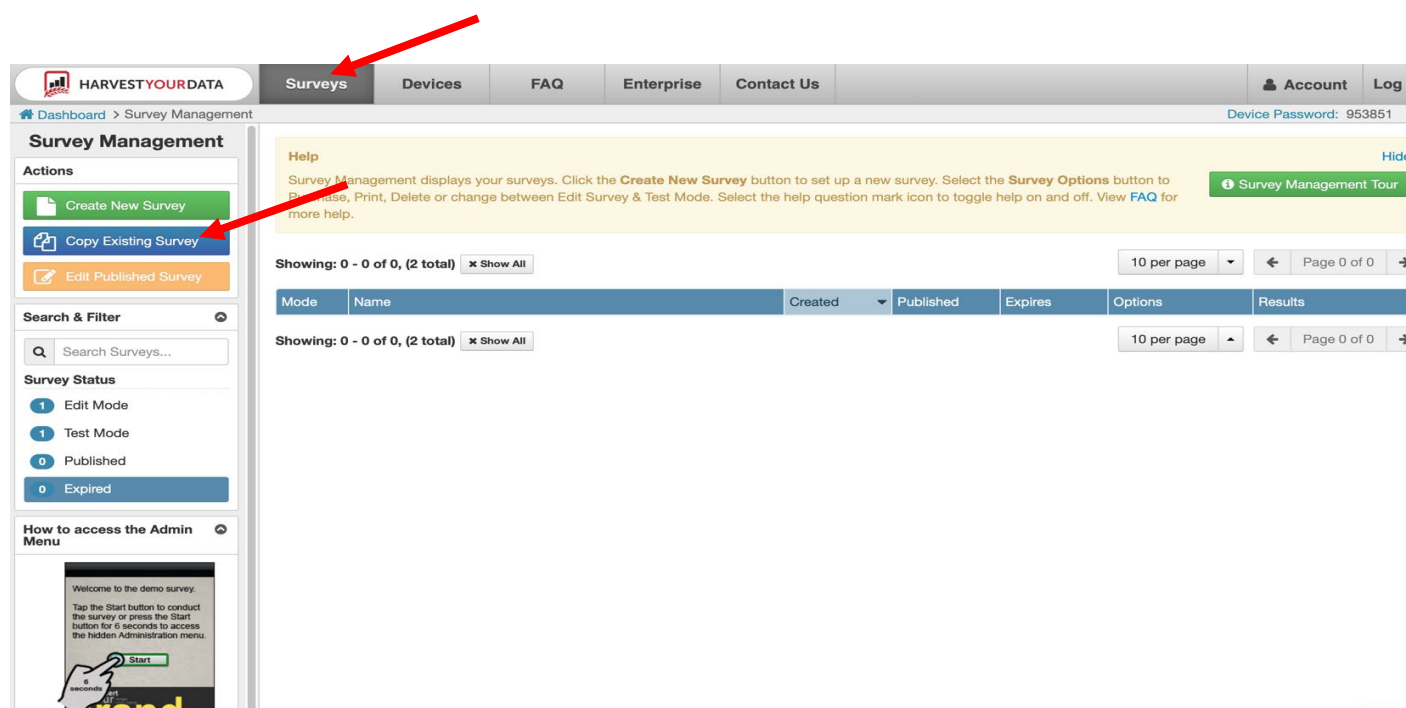 HARVESTYOURDATA
Surveys
Devices
FAQ
Enterprise
Contact Us
Account
Log
Dashboard > Survey Management
Device Password: 953851
Survey Management
Actions
Create New Survey
Copy Existing Survey
Edit Published Survey
Search & Filter
Search Surveys...
Survey Status
1 Edit Mode
1 Test Mode
0 Published
0 Expired
How to access the Admin
Menu
Welcome to the demo survey.
Tap the Start button to conduct
the survey or press the Start
button for 6 seconds to access
the hidden Administration menu.
Start
6
seconds
Help
Hide
Survey Management displays your surveys. Click the Create New Survey button to set up a new survey. Select the Survey Options button to
Purchase, Print, Delete or change between Edit Survey & Test Mode. Select the help question mark icon to toggle help on and off. View FAQ for
more help.
Survey Management Tour
Showing: 0 - 0 of 0, (2 total) × Show All
10 per page
Page 0 of 0
Mode Name Created Published Expires Options Results
Showing: 0 - 0 of 0, (2 total) × Show All
10 per page
Page 0 of 0